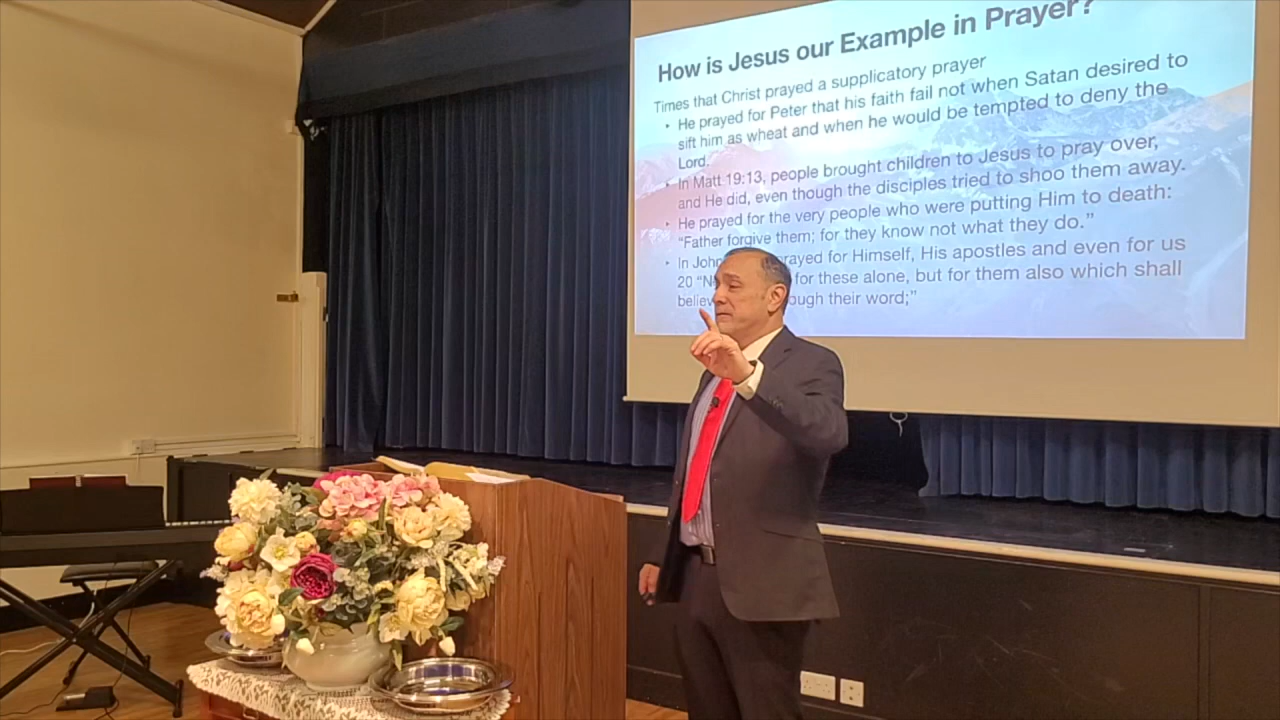 How is Jesus our Example in Prayer?
Times that Christ prayed a supplicatory prayer
• He prayed for Peter that his faith fail not when Satan desired to
sift him as wheat and when he would be tempted to deny the
Lord.
• In Matt 19:13, people brought children to Jesus to pray over,
and He did, even though the disciples tried to shoo them away.
• He prayed for the very people who were putting Him to death:
“Father forgive them; for they know not what they do.”
• In John prayed for Himself, His apostles and even for us
20 “N for these alone, but for them also which shall
believ ough their word;”